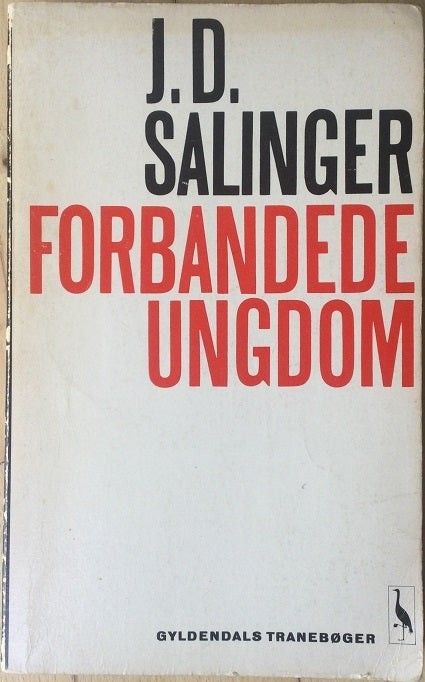 J.D.
SALINGER
FORBANDEDE
UNGDOM
GYLDENDALS TRANEBØGER